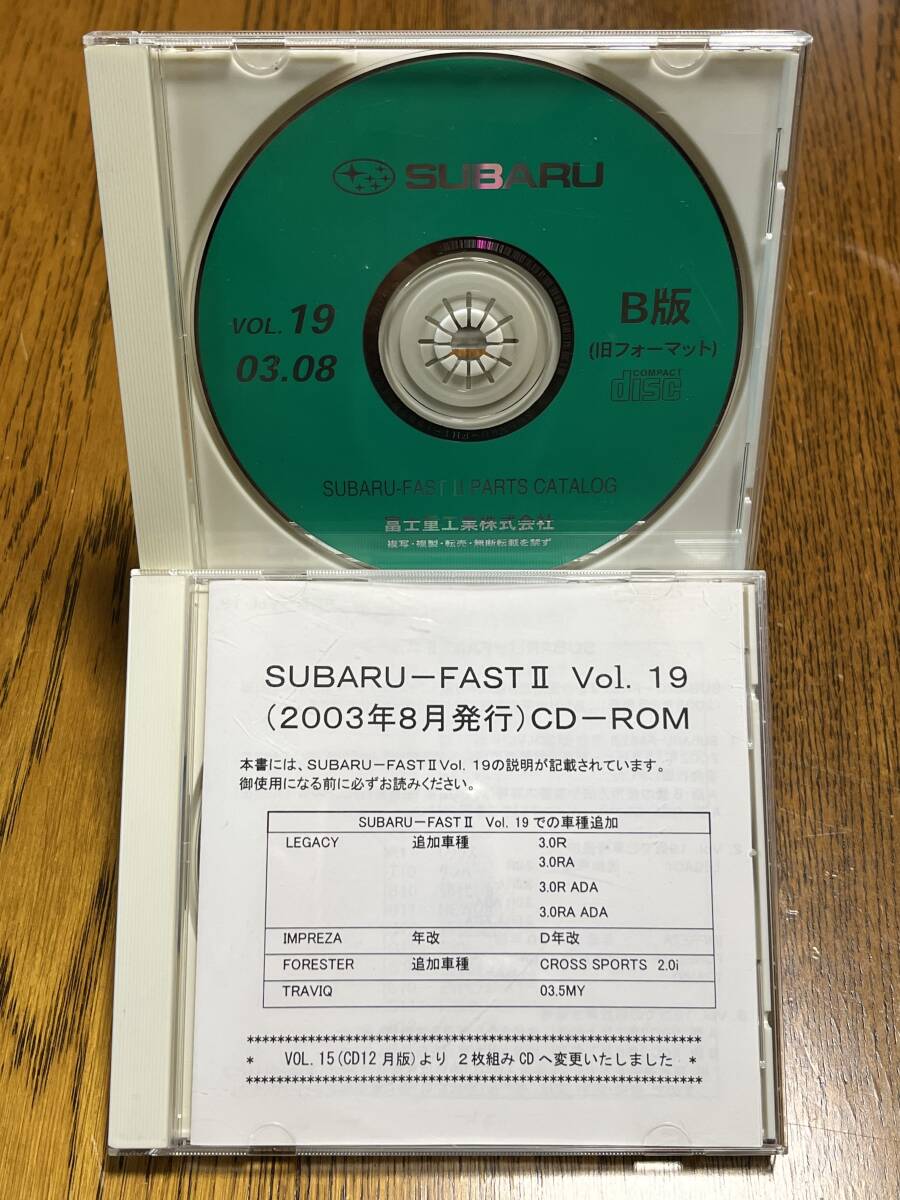 SUBARU
VOL. 19
03.08
B版
(旧フォーマット)
COMPACT
disc
SUBARU-FAST II PARTS CATALOG
富士重工業株式会社
複写・複製・転売・無断転載を禁ず
SUBARU－FASTⅡ Vol. 19
（2003年8月発行）CD－ROM
本書には、SUBARU－FASTⅡVol. 19の説明が記載されています。
御使用になる前に必ずお読みください。
SUBARU－FASTⅡ Vol. 19 での車種追加
LEGACY 追加車種 3.0R
3.0RA
3.0R ADA
3.0RA ADA
IMPREZA 年改 D年改
FORESTER 追加車種 CROSS SPORTS 2.0i
TRAVIQ 03.5MY
* VOL. 15(CD12月版)より 2枚組みCDへ変更いたしました *